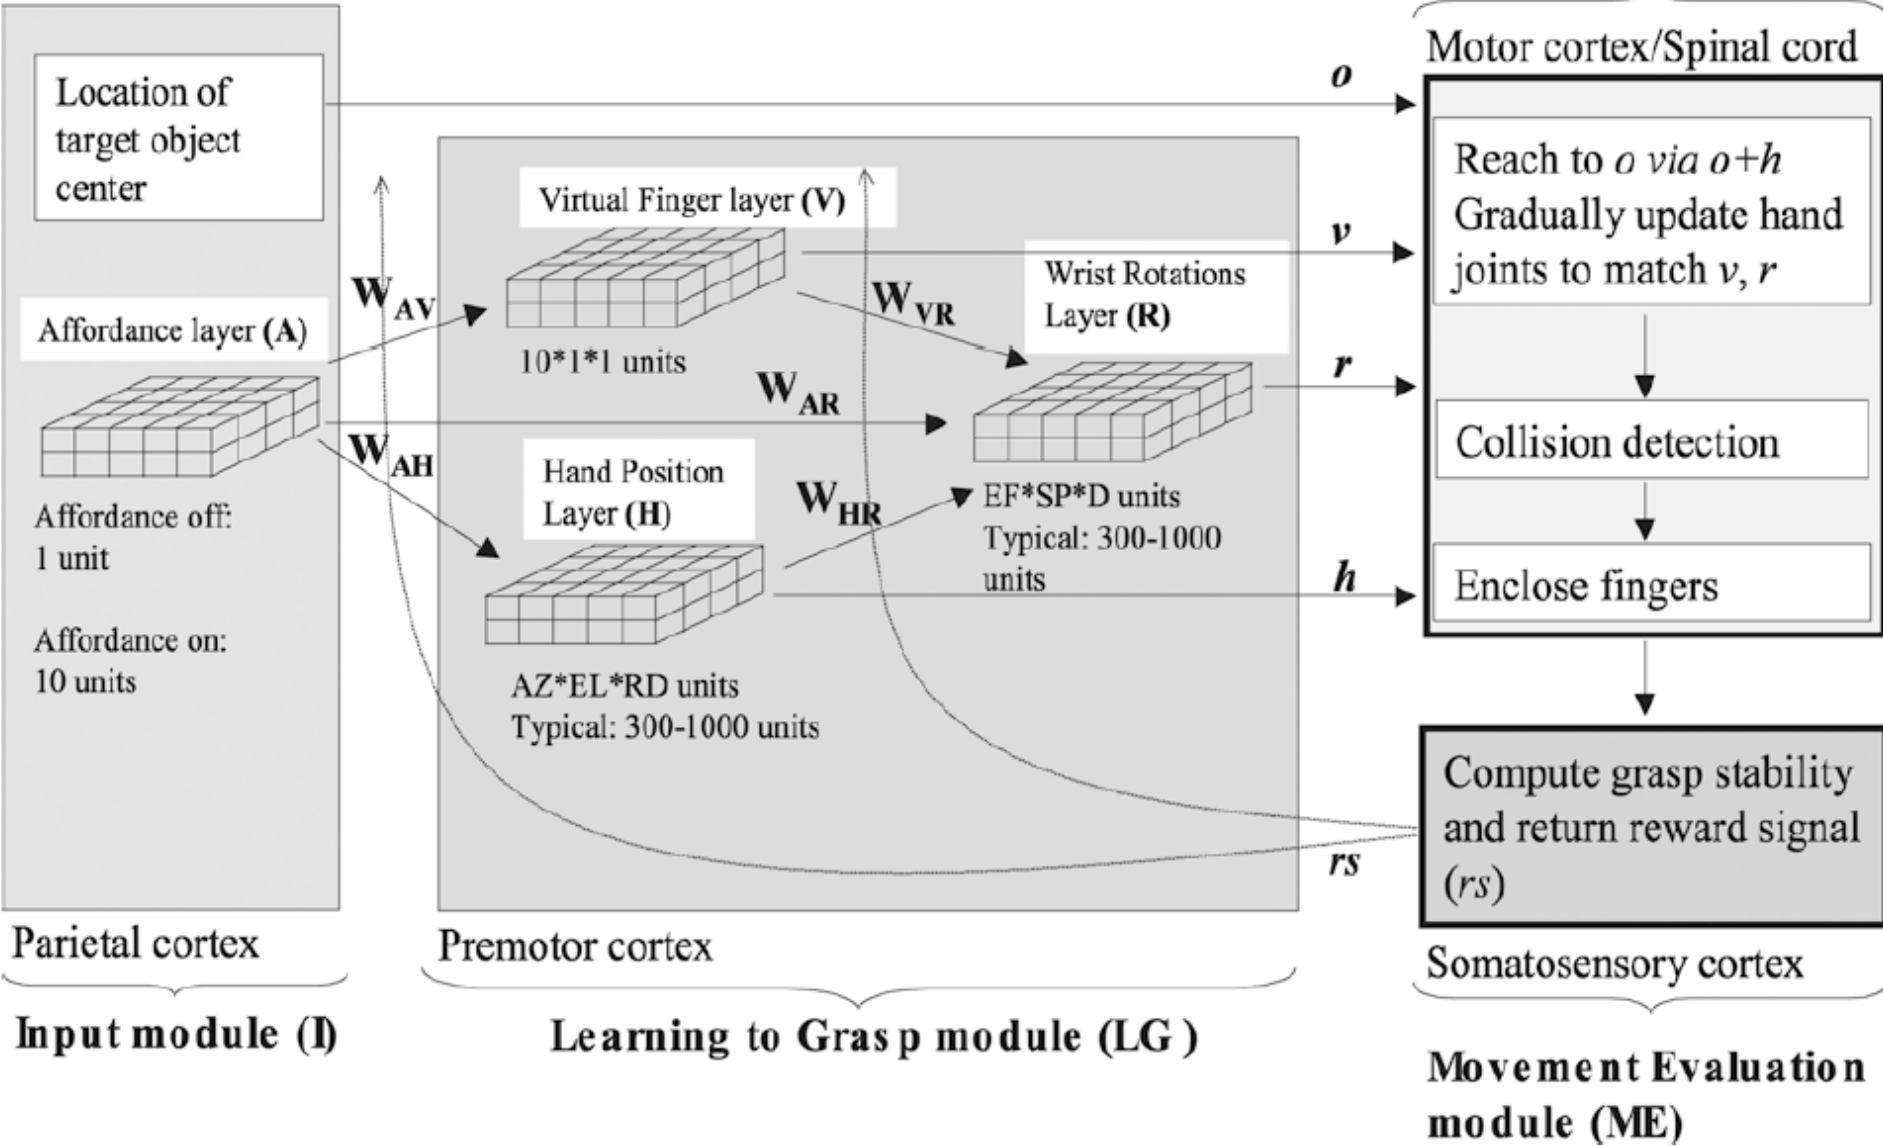 Location of
target object
center
Affordance layer (A)
Affordance off:
1 unit
Affordance on:
10 units
Parietal cortex
Input module (I)
W AV
W AR
W AH
Virtual Finger layer (V)
10*1*1 units
Hand Position
Layer (H)
AZ*EL*RD units
Typical: 300-1000 units
W VR
W HR
Wrist Rotations
Layer (R)
EF*SP*D units
Typical: 300-1000
units
Premotor cortex
Learning to Grasp module (LG )
o
v
r
h
rs
Motor cortex/Spinal cord
Reach to o via o+h
Gradually update hand
joints to match v, r
Collision detection
Enclose fingers
Compute grasp stability
and return reward signal
(rs)
Somatosensory cortex
Movement Evaluation
module (ME)